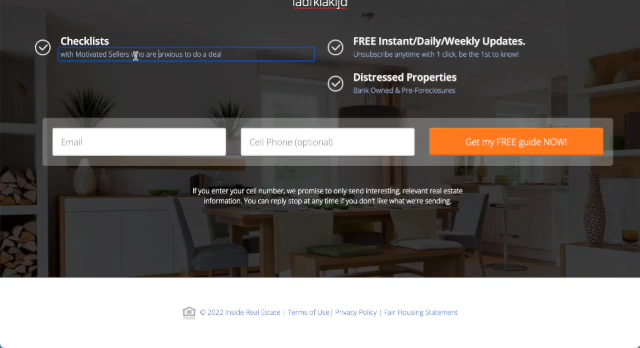 ladfklakljd
Checklists
with Motivated Sellers who are anxious to do a deal
FREE Instant/Daily/Weekly Updates.
Unsubscribe anytime with 1 click, be the 1st to know!
Distressed Properties
Bank Owned & Pre-Foreclosures
Email
Cell Phone (optional)
Get my FREE guide NOW!
If you enter your cell number, we promise to only send interesting, relevant real estate
information. You can reply stop at any time if you don't like what we're sending.
© 2022 Inside Real Estate | Terms of Use | Privacy Policy | Fair Housing Statement